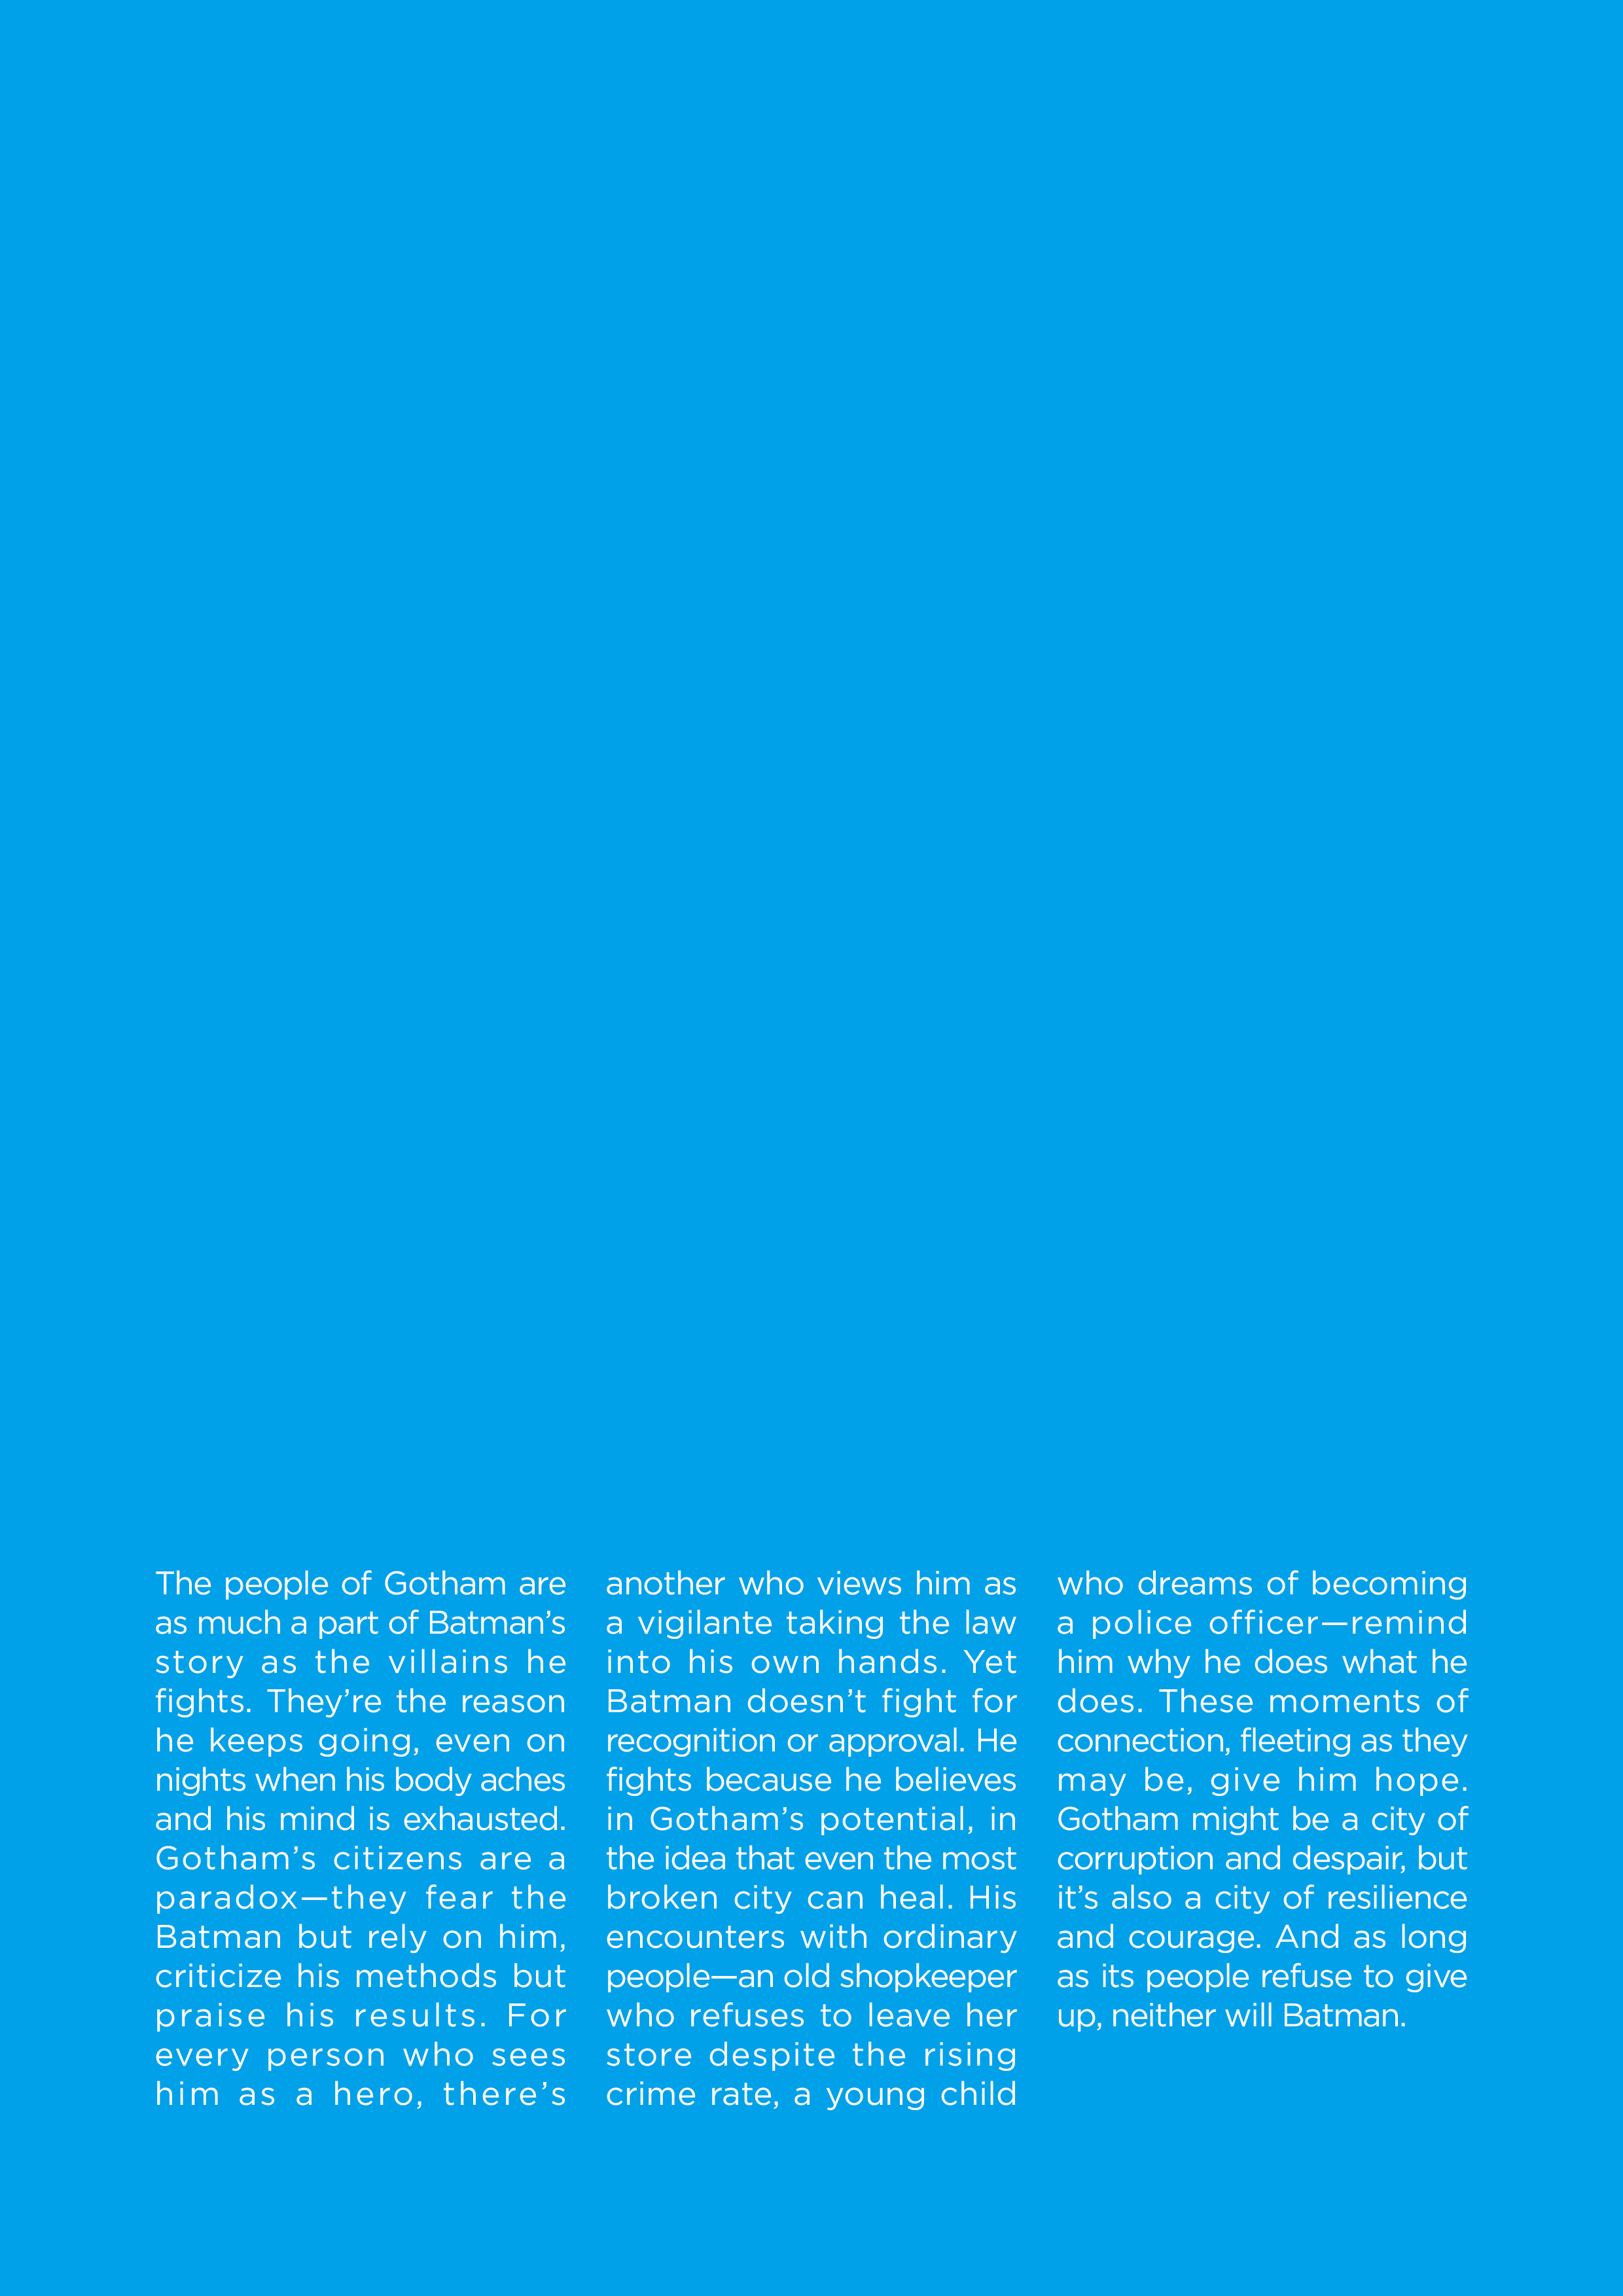 The people of Gotham are
as much a part of Batman’s
story as the villains he
fights. They’re the reason
he keeps going, even on
nights when his body aches
and his mind is exhausted.
Gotham’s citizens are a
paradox—they fear the
Batman but rely on him,
criticize his methods but
praise his results. For
every person who sees
him as a hero, there’s
another who views him as
a vigilante taking the law
into his own hands. Yet
Batman doesn’t fight for
recognition or approval. He
fights because he believes
in Gotham’s potential, in
the idea that even the most
broken city can heal. His
encounters with ordinary
people—an old shopkeeper
who refuses to leave her
store despite the rising
crime rate, a young child
who dreams of becoming
a police officer—remind
him why he does what he
does. These moments of
connection, fleeting as they
may be, give him hope.
Gotham might be a city of
corruption and despair, but
it’s also a city of resilience
and courage. And as long
as its people refuse to give
up, neither will Batman.